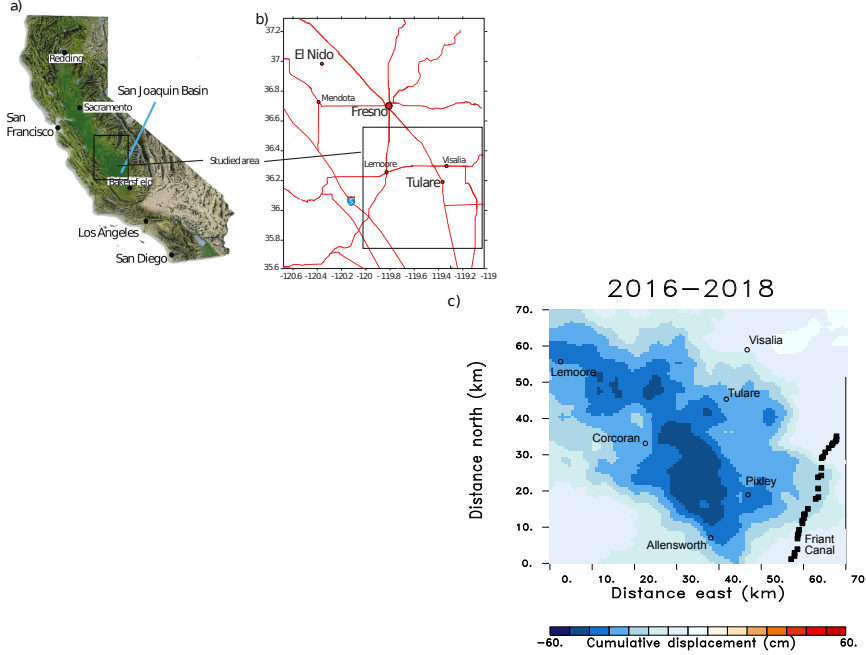 a)
Redding
San Joaquin Basin
Sacramento
San
Francisco
Studied area
Bakersfield
Los Angeles
San Diego
b)
37.2
37
36.8
36.6
36.4
36.2
36.
35.8
35.6
El Nido
Mendota
Fresno
Lemoore
Visalia
Tulare
5
-120.6 -120.4 -120.2 -120 -119.8 -119.6 -119.4 -119.2 -119
c)
2016-2018
Distance north (km)
70.
60.
50.
40.
30.
20.
10.
0.
Visalia
Lemoore
Tulare
Corcoran
Pixley
Allensworth
Friant
Canal
0. 10. 20. 30. 40. 50. 60. 70
Distance east (km)
-60. Cumulative displacement (cm) 60.